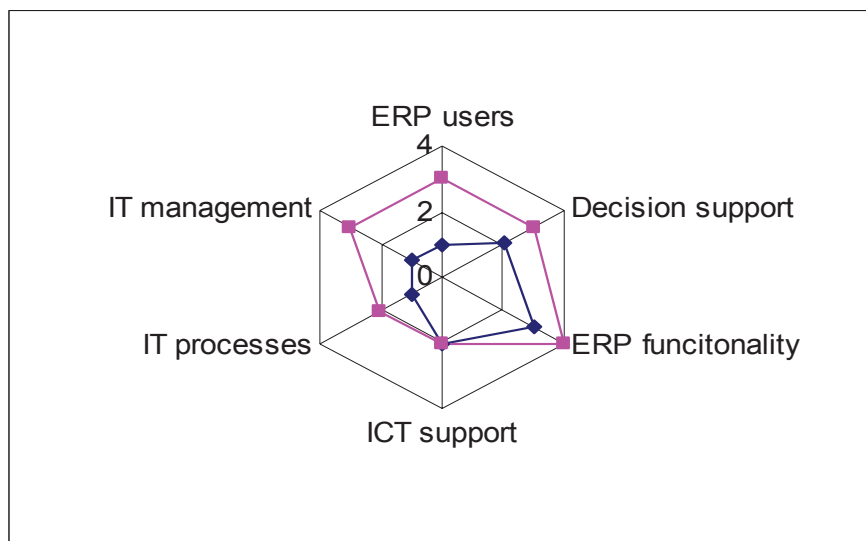 ERP users
4
IT management
Decision support
2
0
IT processes
ERP funcitonality
ICT support